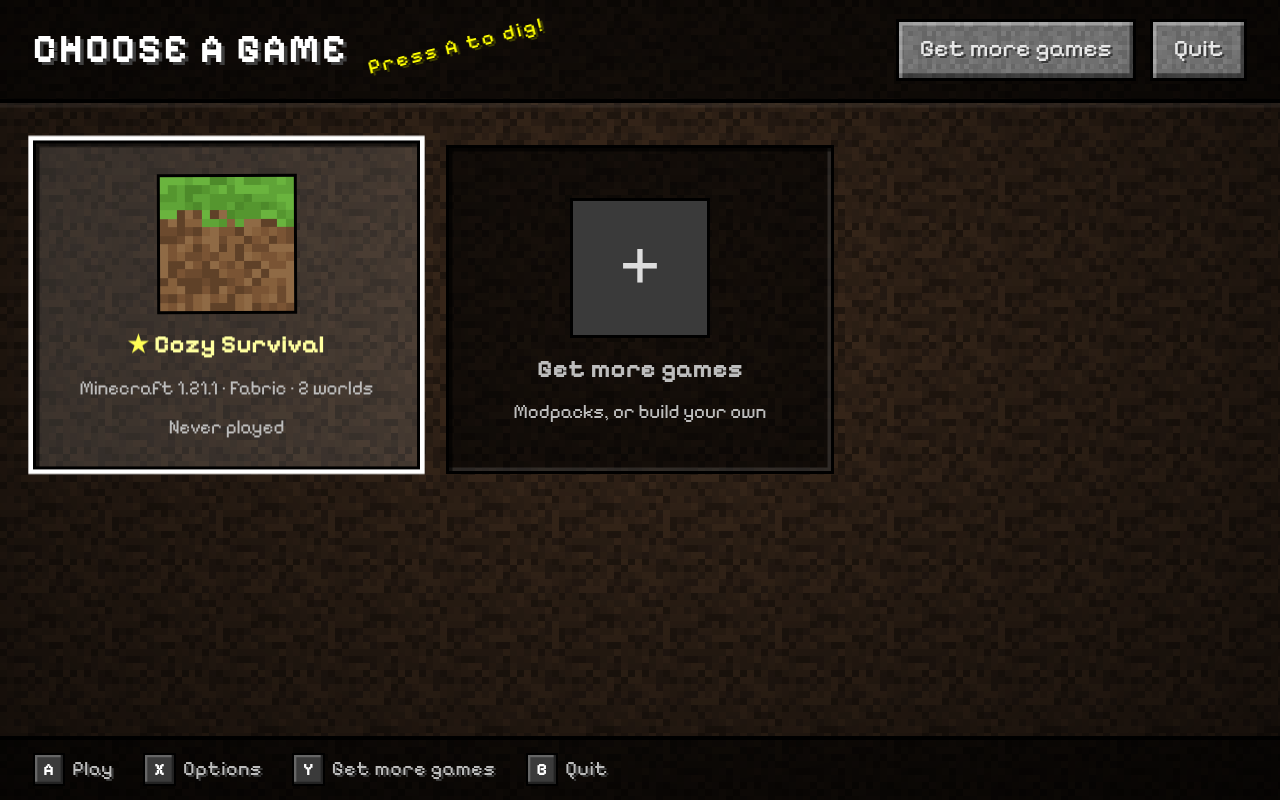 CHOOSE A GAME
Press A to dig!
Get more games
Quit
★ Cozy Survival
Minecraft 1.21.1 · Fabric · 2 worlds
Never played
+
Get more games
Modpacks, or build your own
A Play
X Options
Y Get more games
B Quit